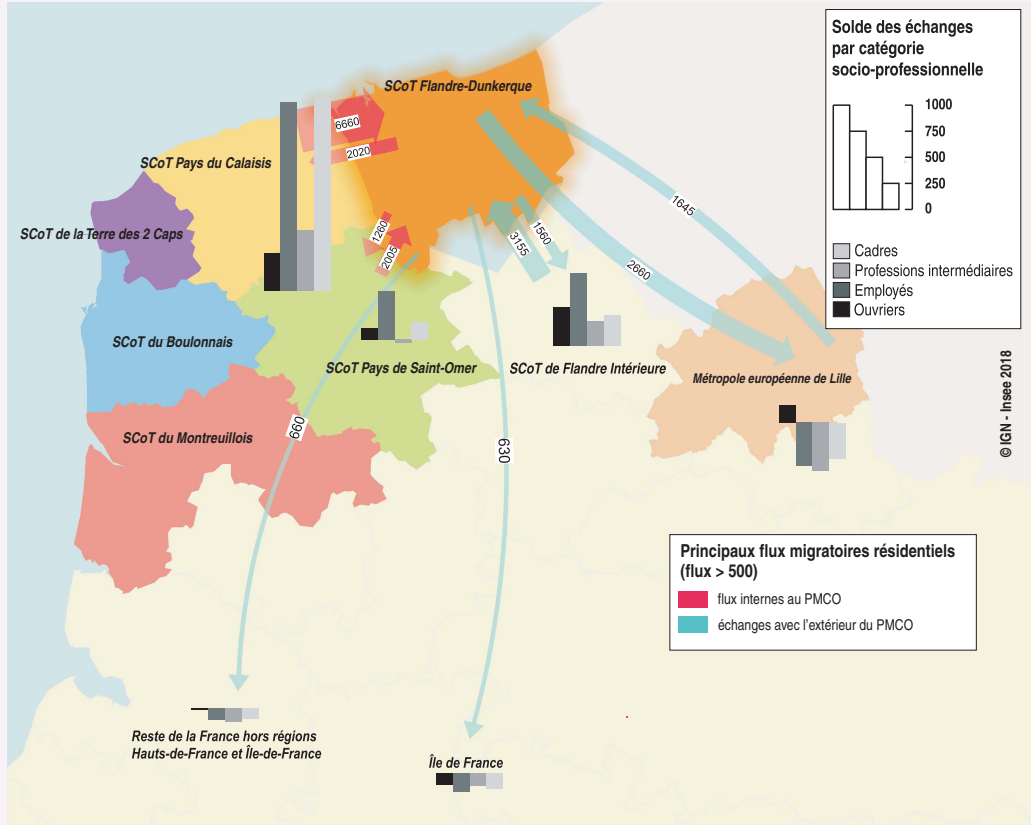 Solde des échanges
par catégorie
socio-professionnelle
1000
750
500
250
0
Cadres
Professions intermédiaires
Employés
Ouvriers
SCoT Flandre-Dunkerque
6660
2020
SCoT Pays du Calaisis
SCoT de la Terre des 2 Caps
1260
2005
3155
1560
1645
2660
SCoT du Boulonnais
SCoT Pays de Saint-Omer
SCoT de Flandre Intérieure
Métropole européenne de Lille
SCoT du Montreuillois
660
630
© IGN - Insee 2018
Principaux flux migratoires résidentiels
(flux > 500)
flux internes au PMCO
échanges avec l'extérieur du PMCO
Reste de la France hors régions
Hauts-de-France et Île-de-France
Île de France